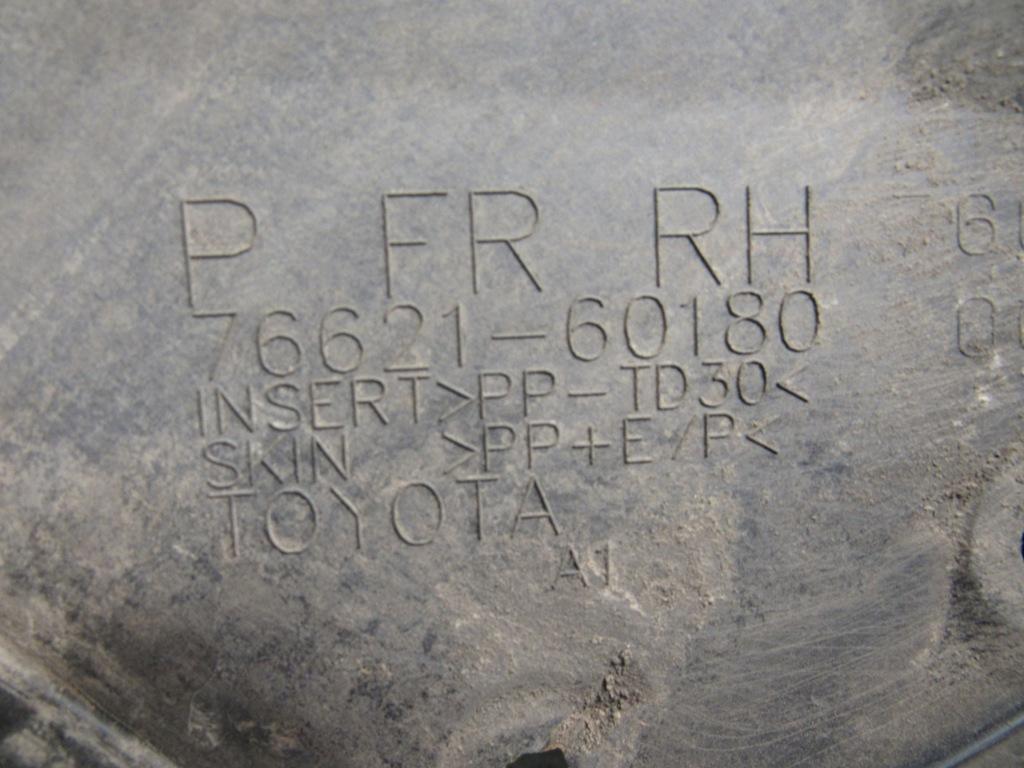 P FR RH
76621-60180
INSERT>PP-TD30<
SKIN >PP+E/P<
TOYOTA
A1